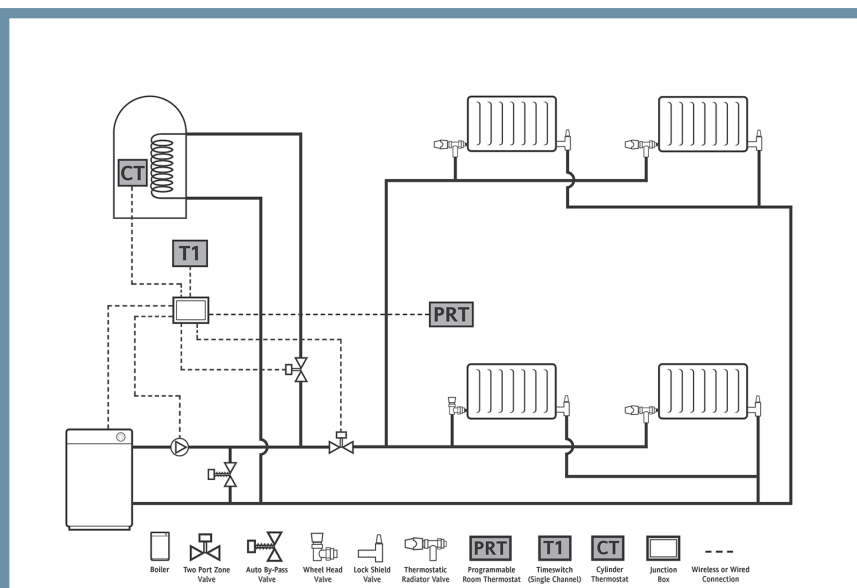 CT
T1
PRT
PRT
T1
CT
Boiler
Two Port Zone
Valve
Auto By-Pass
Valve
Wheel Head
Valve
Lock Shield
Valve
Thermostatic
Radiator Valve
Programmable
Room Thermostat
Timeswitch
(Single Channel)
Cylinder
Thermostat
Junction
Box
Wireless or Wired
Connection